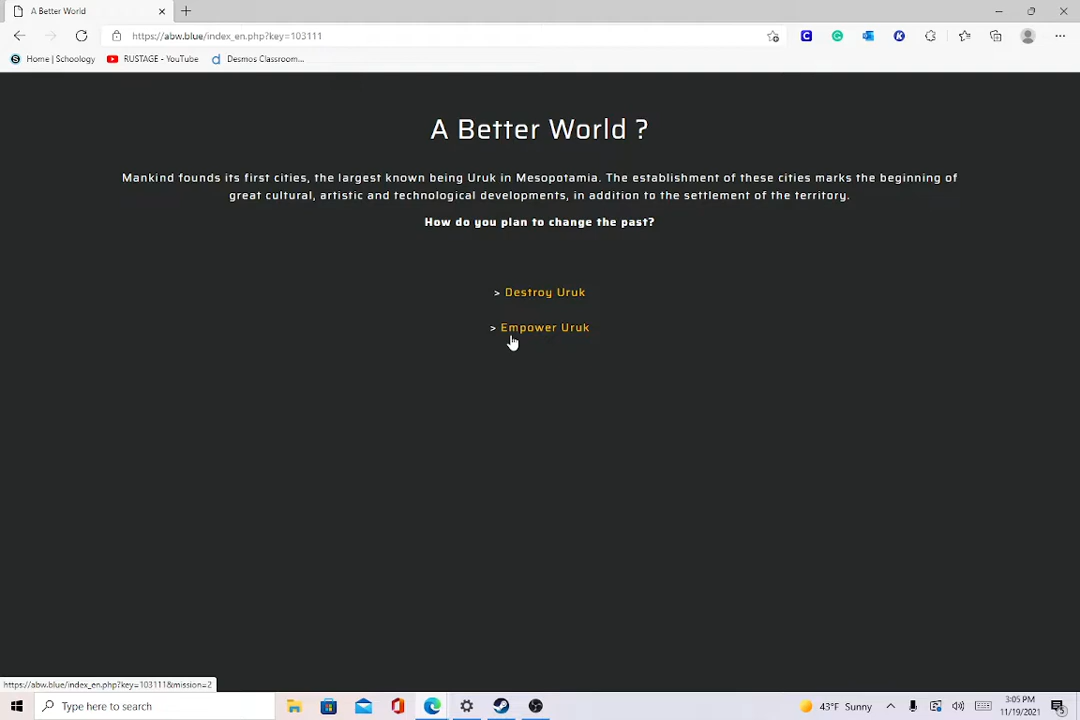 A Better World
https://abw.blue/index_en.php?key=103111
Home | Schoology
RUSTAGE - YouTube
Desmos Classroom...
A Better World ?
Mankind founds its first cities, the largest known being Uruk in Mesopotamia. The establishment of these cities marks the beginning of
great cultural, artistic and technological developments, in addition to the settlement of the territory.
How do you plan to change the past?
> Destroy Uruk
> Empower Uruk
https://abw.blue/index_en.php?key=103111&mission=2
Type here to search
43°F Sunny
3:05 PM
11/19/2021
5